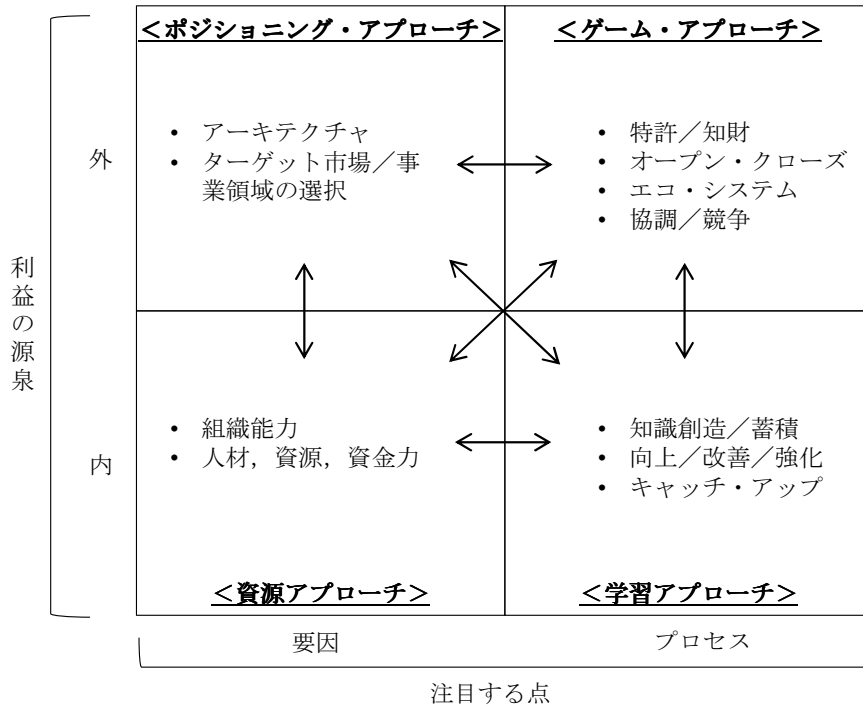 <ポジショニング・アプローチ>
• アーキテクチャ
• ターゲット市場／事
業領域の選択
<ゲーム・アプローチ>
• 特許／知財
• オープン・クローズ
• エコ・システム
• 協調／競争
外
利益の源泉
内
• 組織能力
• 人材，資源，資金力
<資源アプローチ>
• 知識創造／蓄積
• 向上／改善／強化
• キャッチ・アップ
<学習アプローチ>
要因
プロセス
注目する点